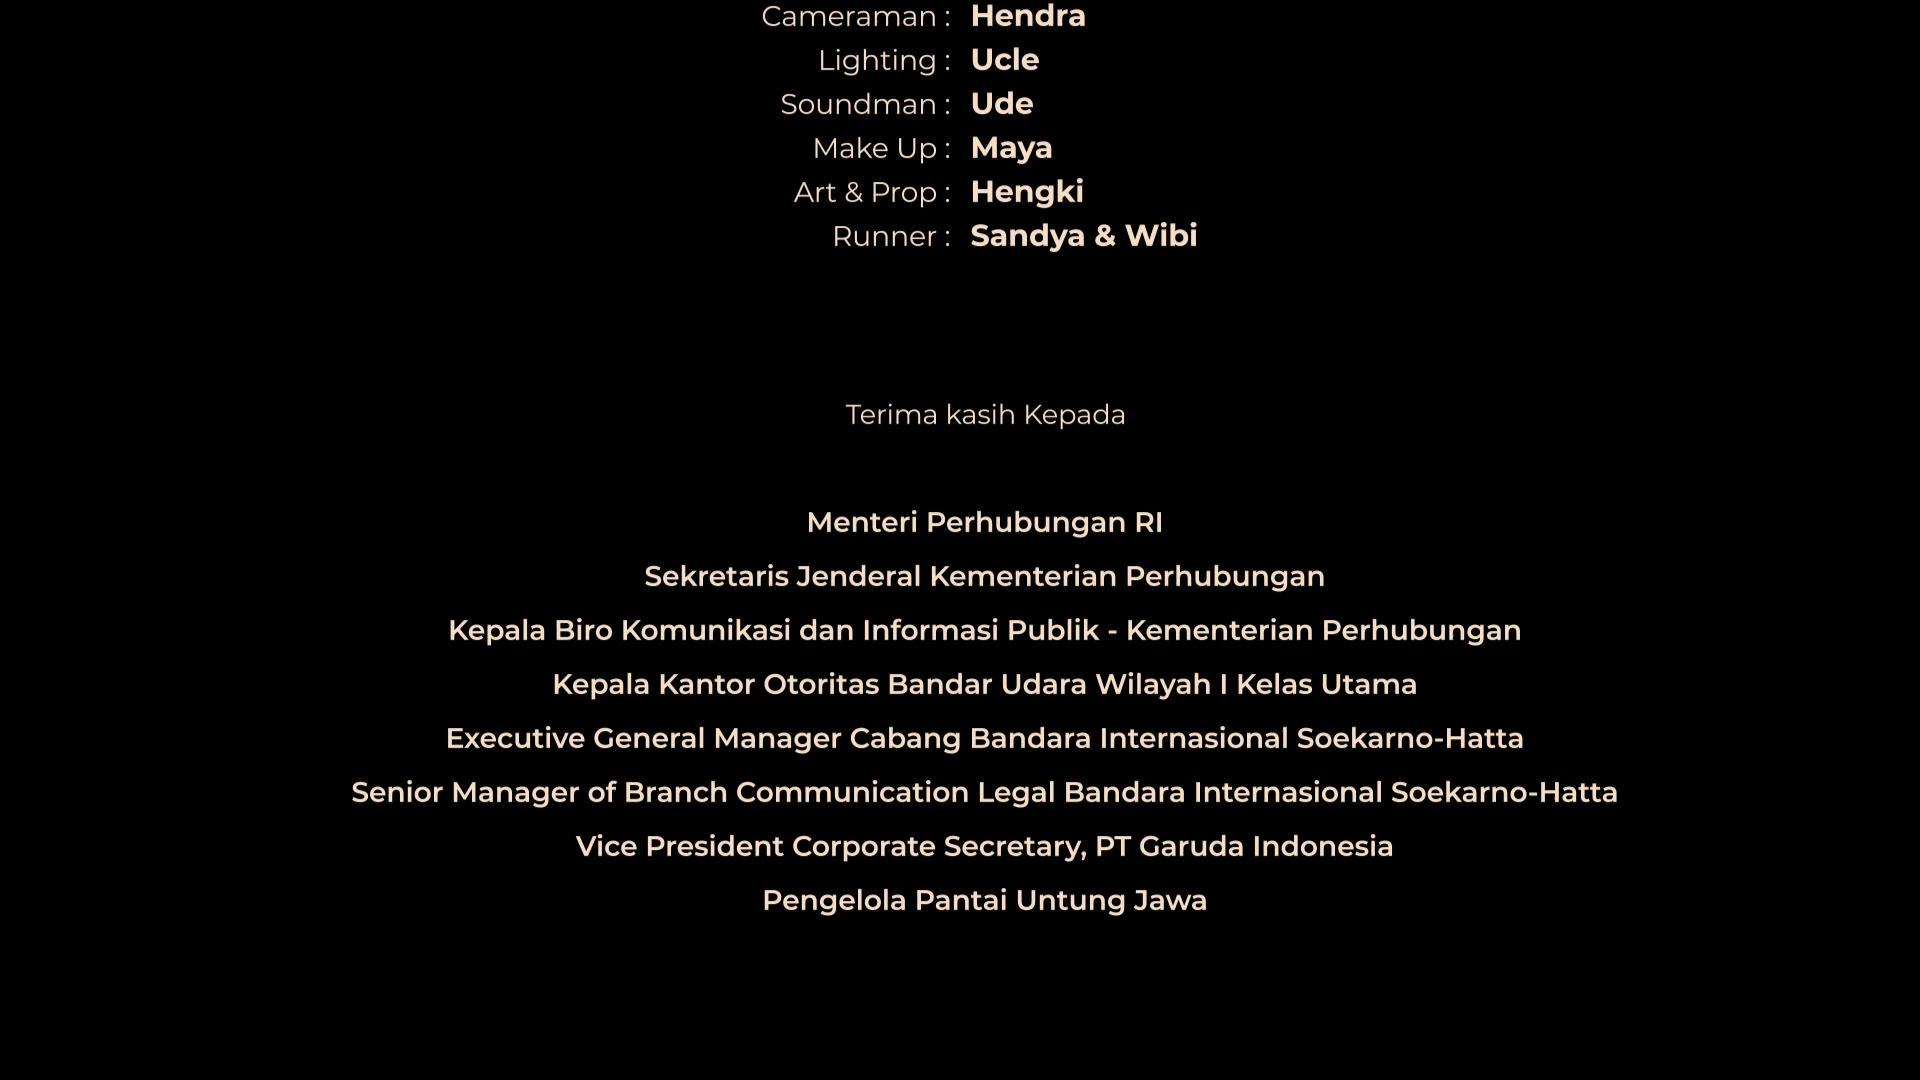 Cameraman : Hendra
Lighting : Ucle
Soundman : Ude
Make Up : Maya
Art & Prop : Hengki
Runner : Sandya & Wibi
Terima kasih Kepada
Menteri Perhubungan RI
Sekretaris Jenderal Kementerian Perhubungan
Kepala Biro Komunikasi dan Informasi Publik - Kementerian Perhubungan
Kepala Kantor Otoritas Bandar Udara Wilayah I Kelas Utama
Executive General Manager Cabang Bandara Internasional Soekarno-Hatta
Senior Manager of Branch Communication Legal Bandara Internasional Soekarno-Hatta
Vice President Corporate Secretary, PT Garuda Indonesia
Pengelola Pantai Untung Jawa